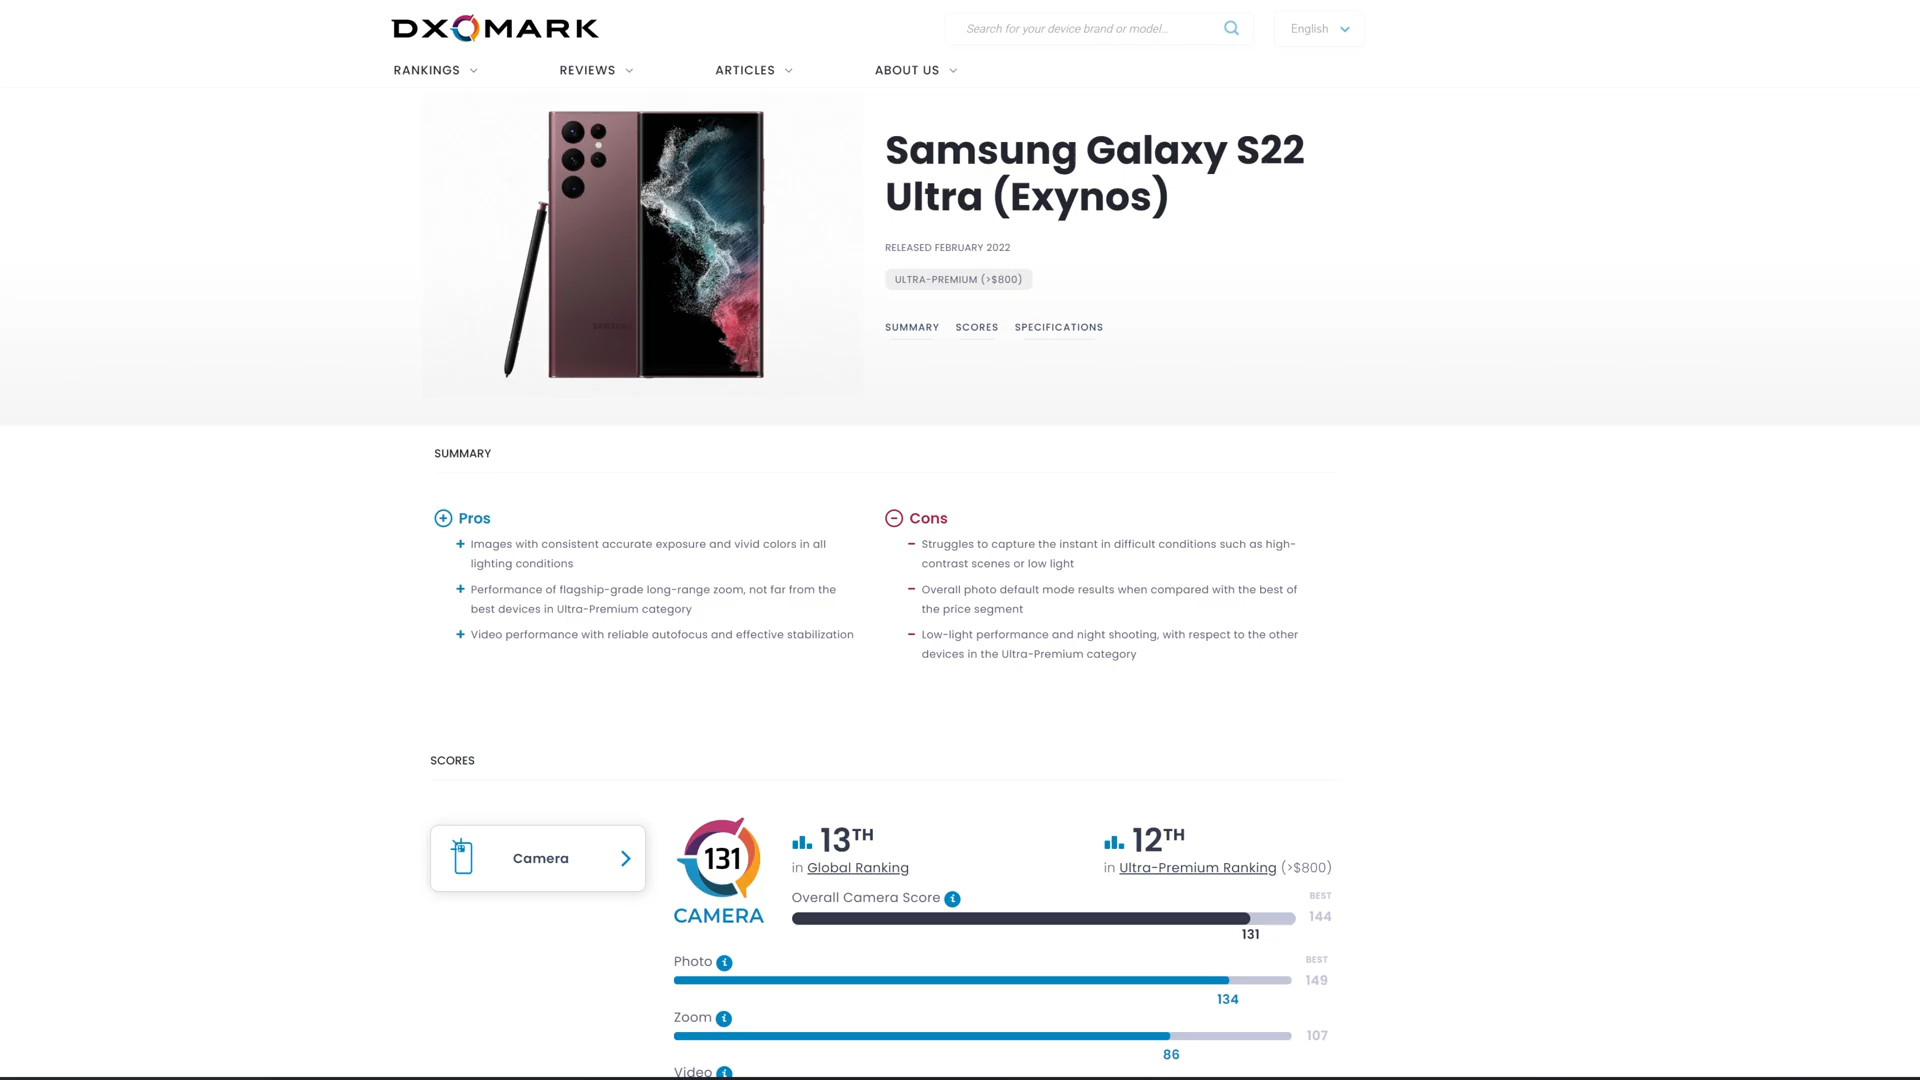 DXOMARK
Search for your device brand or model...
English
RANKINGS
REVIEWS
ARTICLES
ABOUT US
Samsung Galaxy S22
Ultra (Exynos)
RELEASED FEBRUARY 2022
ULTRA-PREMIUM (>$800)
SUMMARY
SCORES
SPECIFICATIONS
SAMSUNG
SUMMARY
Pros
+ Images with consistent accurate exposure and vivid colors in all
lighting conditions
+ Performance of flagship-grade long-range zoom, not far from the
best devices in Ultra-Premium category
+ Video performance with reliable autofocus and effective stabilization
Cons
- Struggles to capture the instant in difficult conditions such as high-
contrast scenes or low light
- Overall photo default mode results when compared with the best of
the price segment
- Low-light performance and night shooting, with respect to the other
devices in the Ultra-Premium category
SCORES
Camera
131
CAMERA
13TH
in Global Ranking
12TH
in Ultra-Premium Ranking (>$800)
Overall Camera Score
BEST
144
131
Photo
BEST
149
134
Zoom
107
86
Video